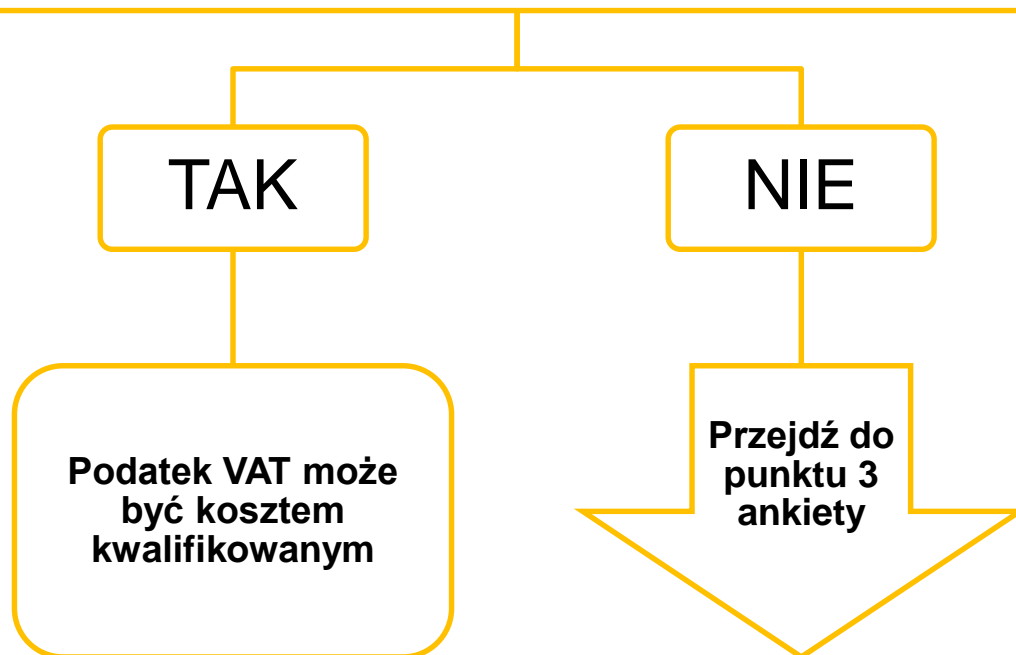 TAK
NIE
Podatek VAT może
być kosztem
kwalifikowanym
Przejdź do
punktu 3
ankiety